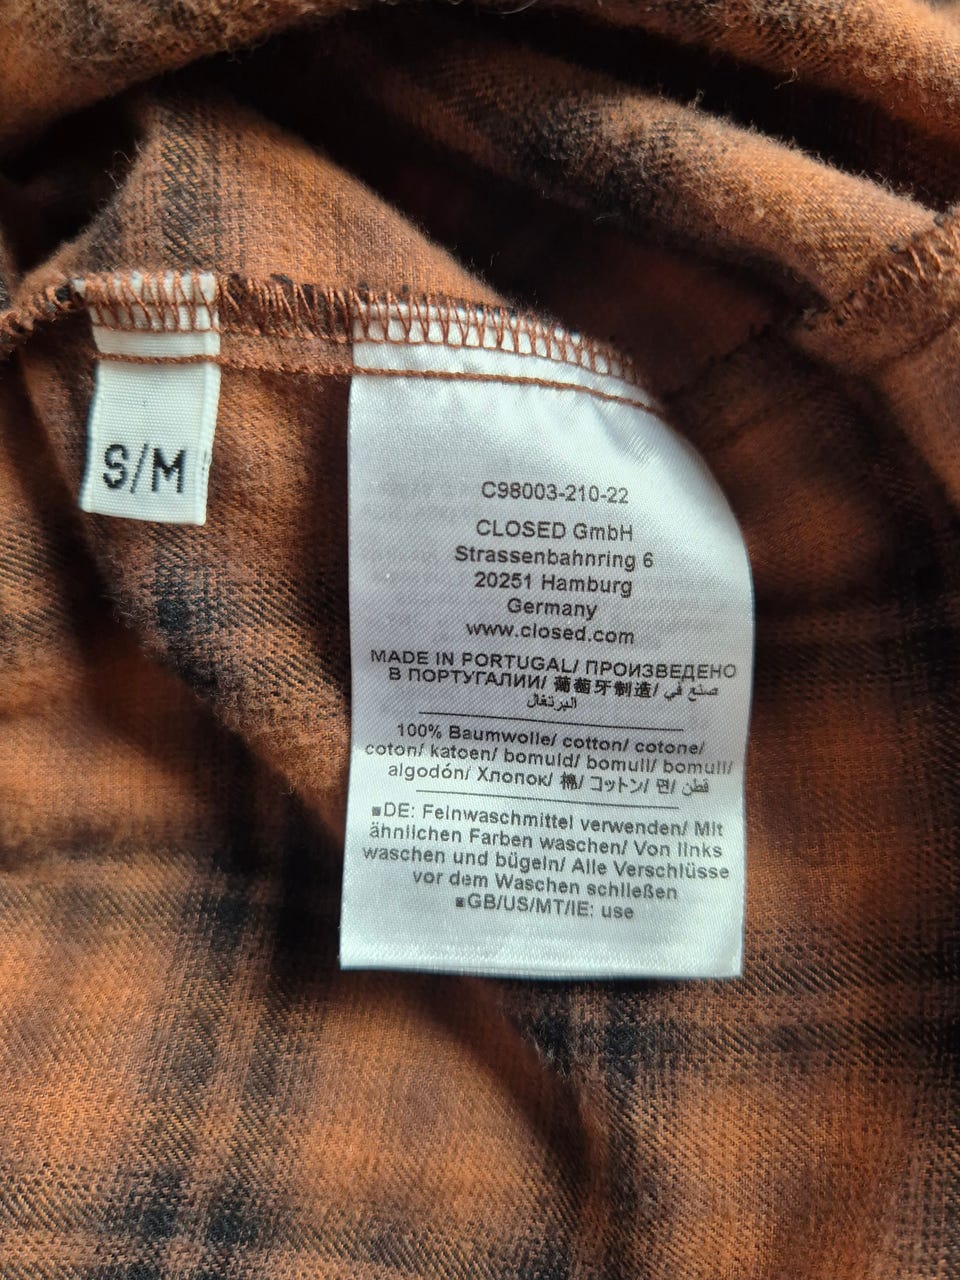 S/M
C98003-210-22
CLOSED GmbH
Strassenbahnring 6
20251 Hamburg
Germany
www.closed.com
MADE IN PORTUGAL/ ПРОИЗВЕДЕНО
В ПОРТУГАЛИИ/ 葡萄牙制造/ صنع في
البرتغال
100% Baumwolle/ cotton/ cotone/
coton/ katoen/ bomuld/ bomull/ bomull/
algodón/ Хлопок/ 棉/ コットン/ 면/ قطن
■DE: Feinwaschmittel verwenden/ Mit
ähnlichen Farben waschen/ Von links
waschen und bügeln/ Alle Verschlüsse
vor dem Waschen schließen
■GB/US/MT/IE: use